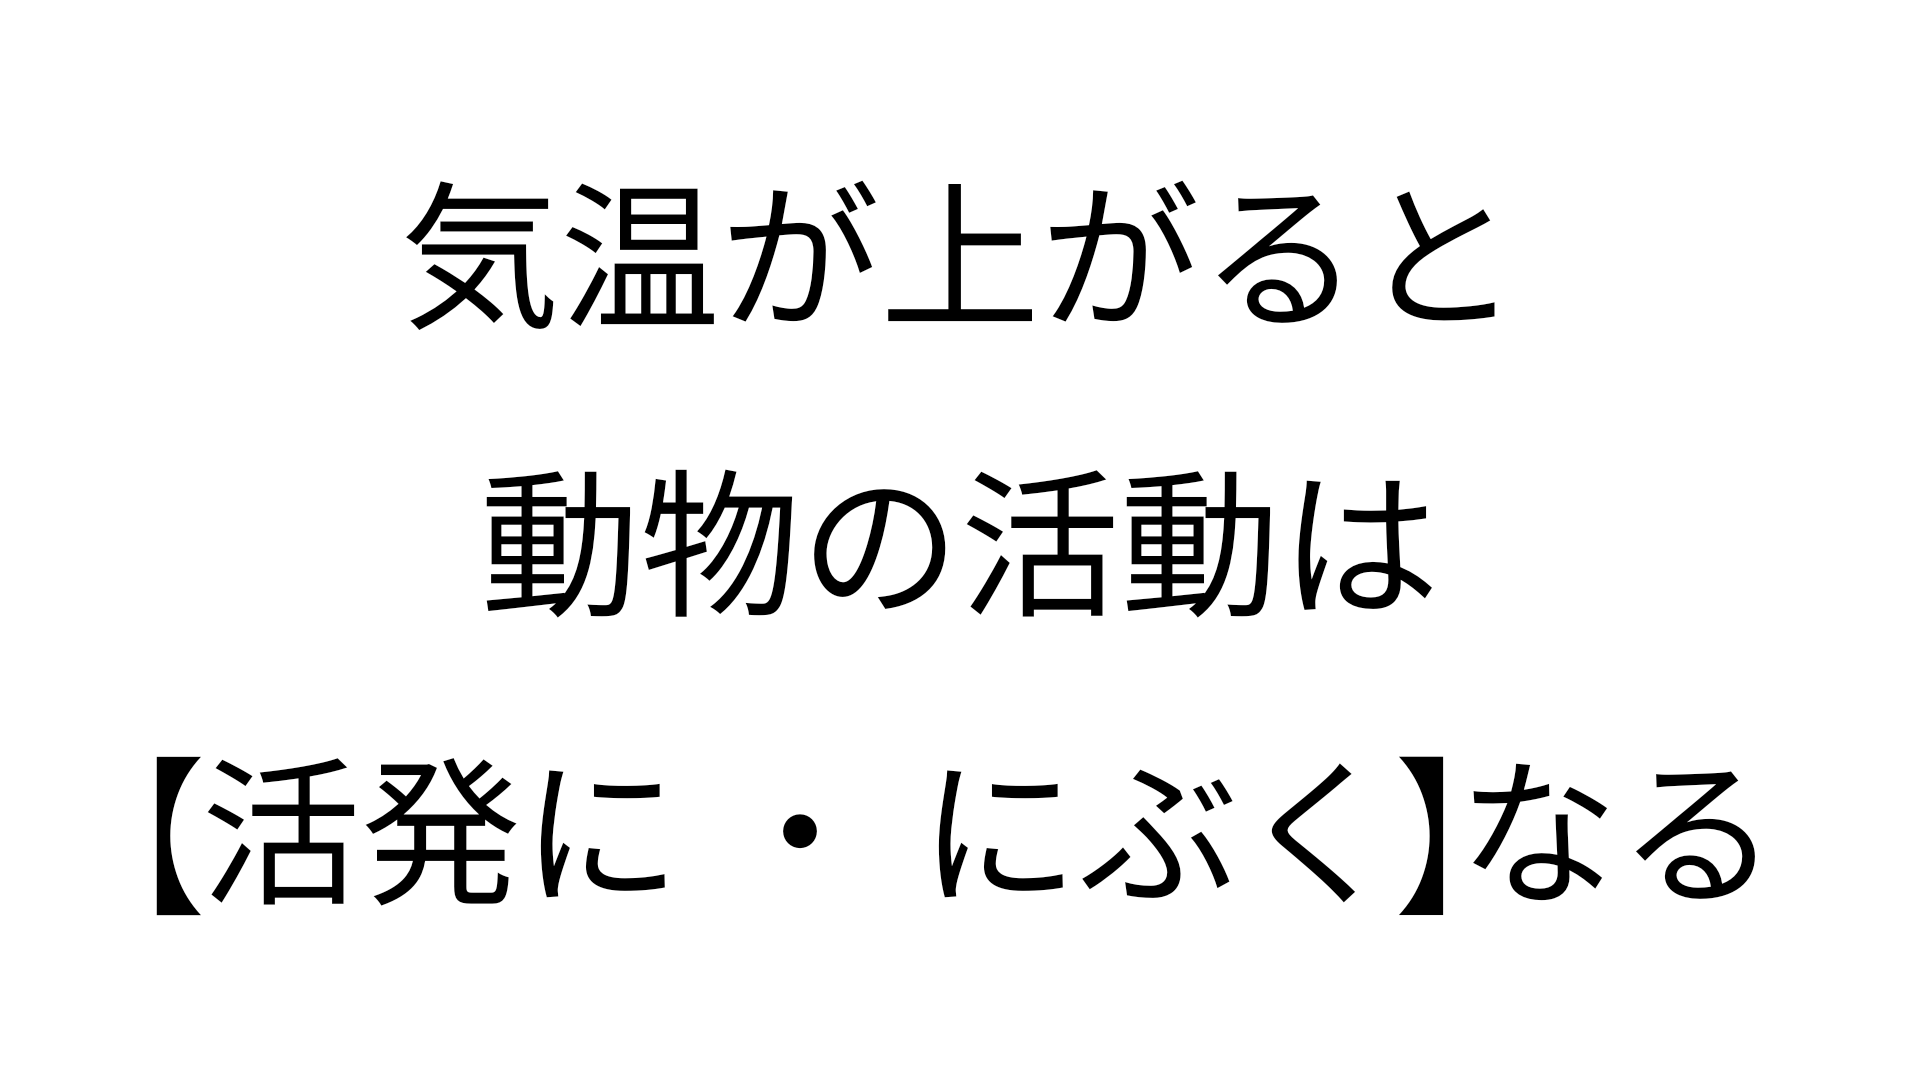 気温が上がると
動物の活動は
【活発に ・ にぶく】なる